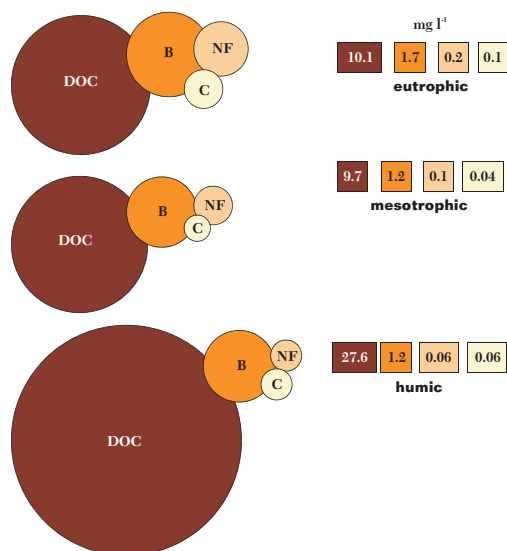 mg l⁻¹
DOC B NF C
10.1 1.7 0.2 0.1
eutrophic
DOC B NF C
9.7 1.2 0.1 0.04
mesotrophic
DOC B NF C
27.6 1.2 0.06 0.06
humic